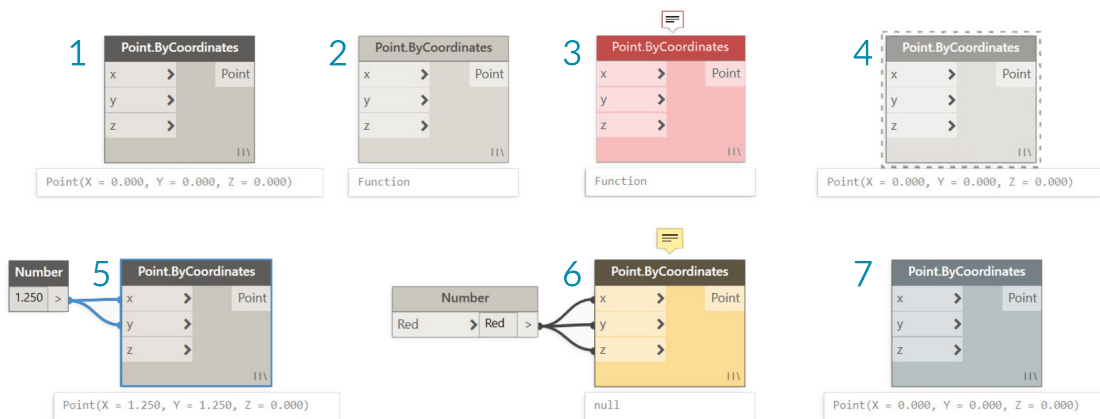 1
Point.ByCoordinates
x > Point
y >
z >
Point(X = 0.000, Y = 0.000, Z = 0.000)
2
Point.ByCoordinates
x > Point
y >
z >
Function
3
Point.ByCoordinates
x > Point
y >
z >
Function
4
Point.ByCoordinates
x > Point
y >
z >
Point(X = 0.000, Y = 0.000, Z = 0.000)
Number
1.250 >
5
Point.ByCoordinates
x > Point
y >
z >
Point(X = 1.250, Y = 1.250, Z = 0.000)
Number
Red > Red >
6
Point.ByCoordinates
x > Point
y >
z >
null
7
Point.ByCoordinates
x > Point
y >
z >
Point(X = 0.000, Y = 0.000, Z = 0.000)